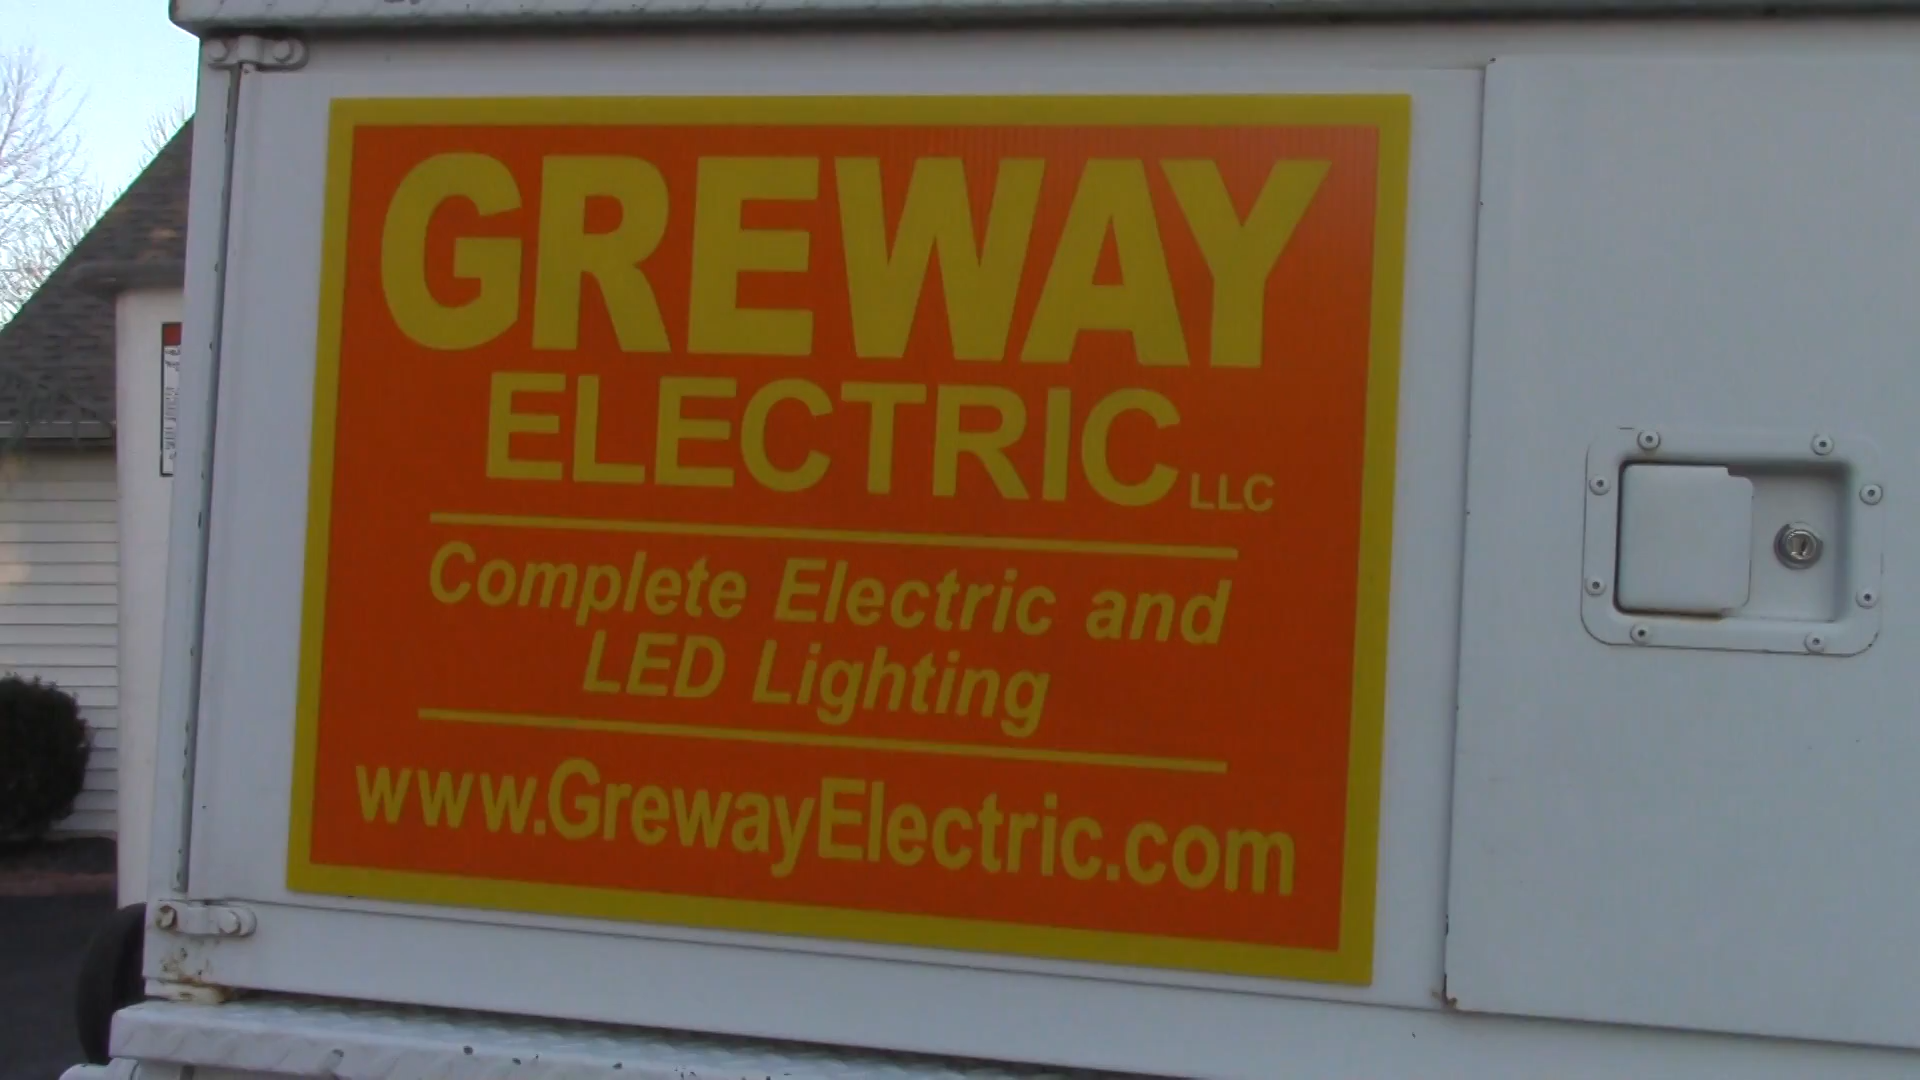 GREWAY
ELECTRIC LLC
Complete Electric and
LED Lighting
www.GrewayElectric.com